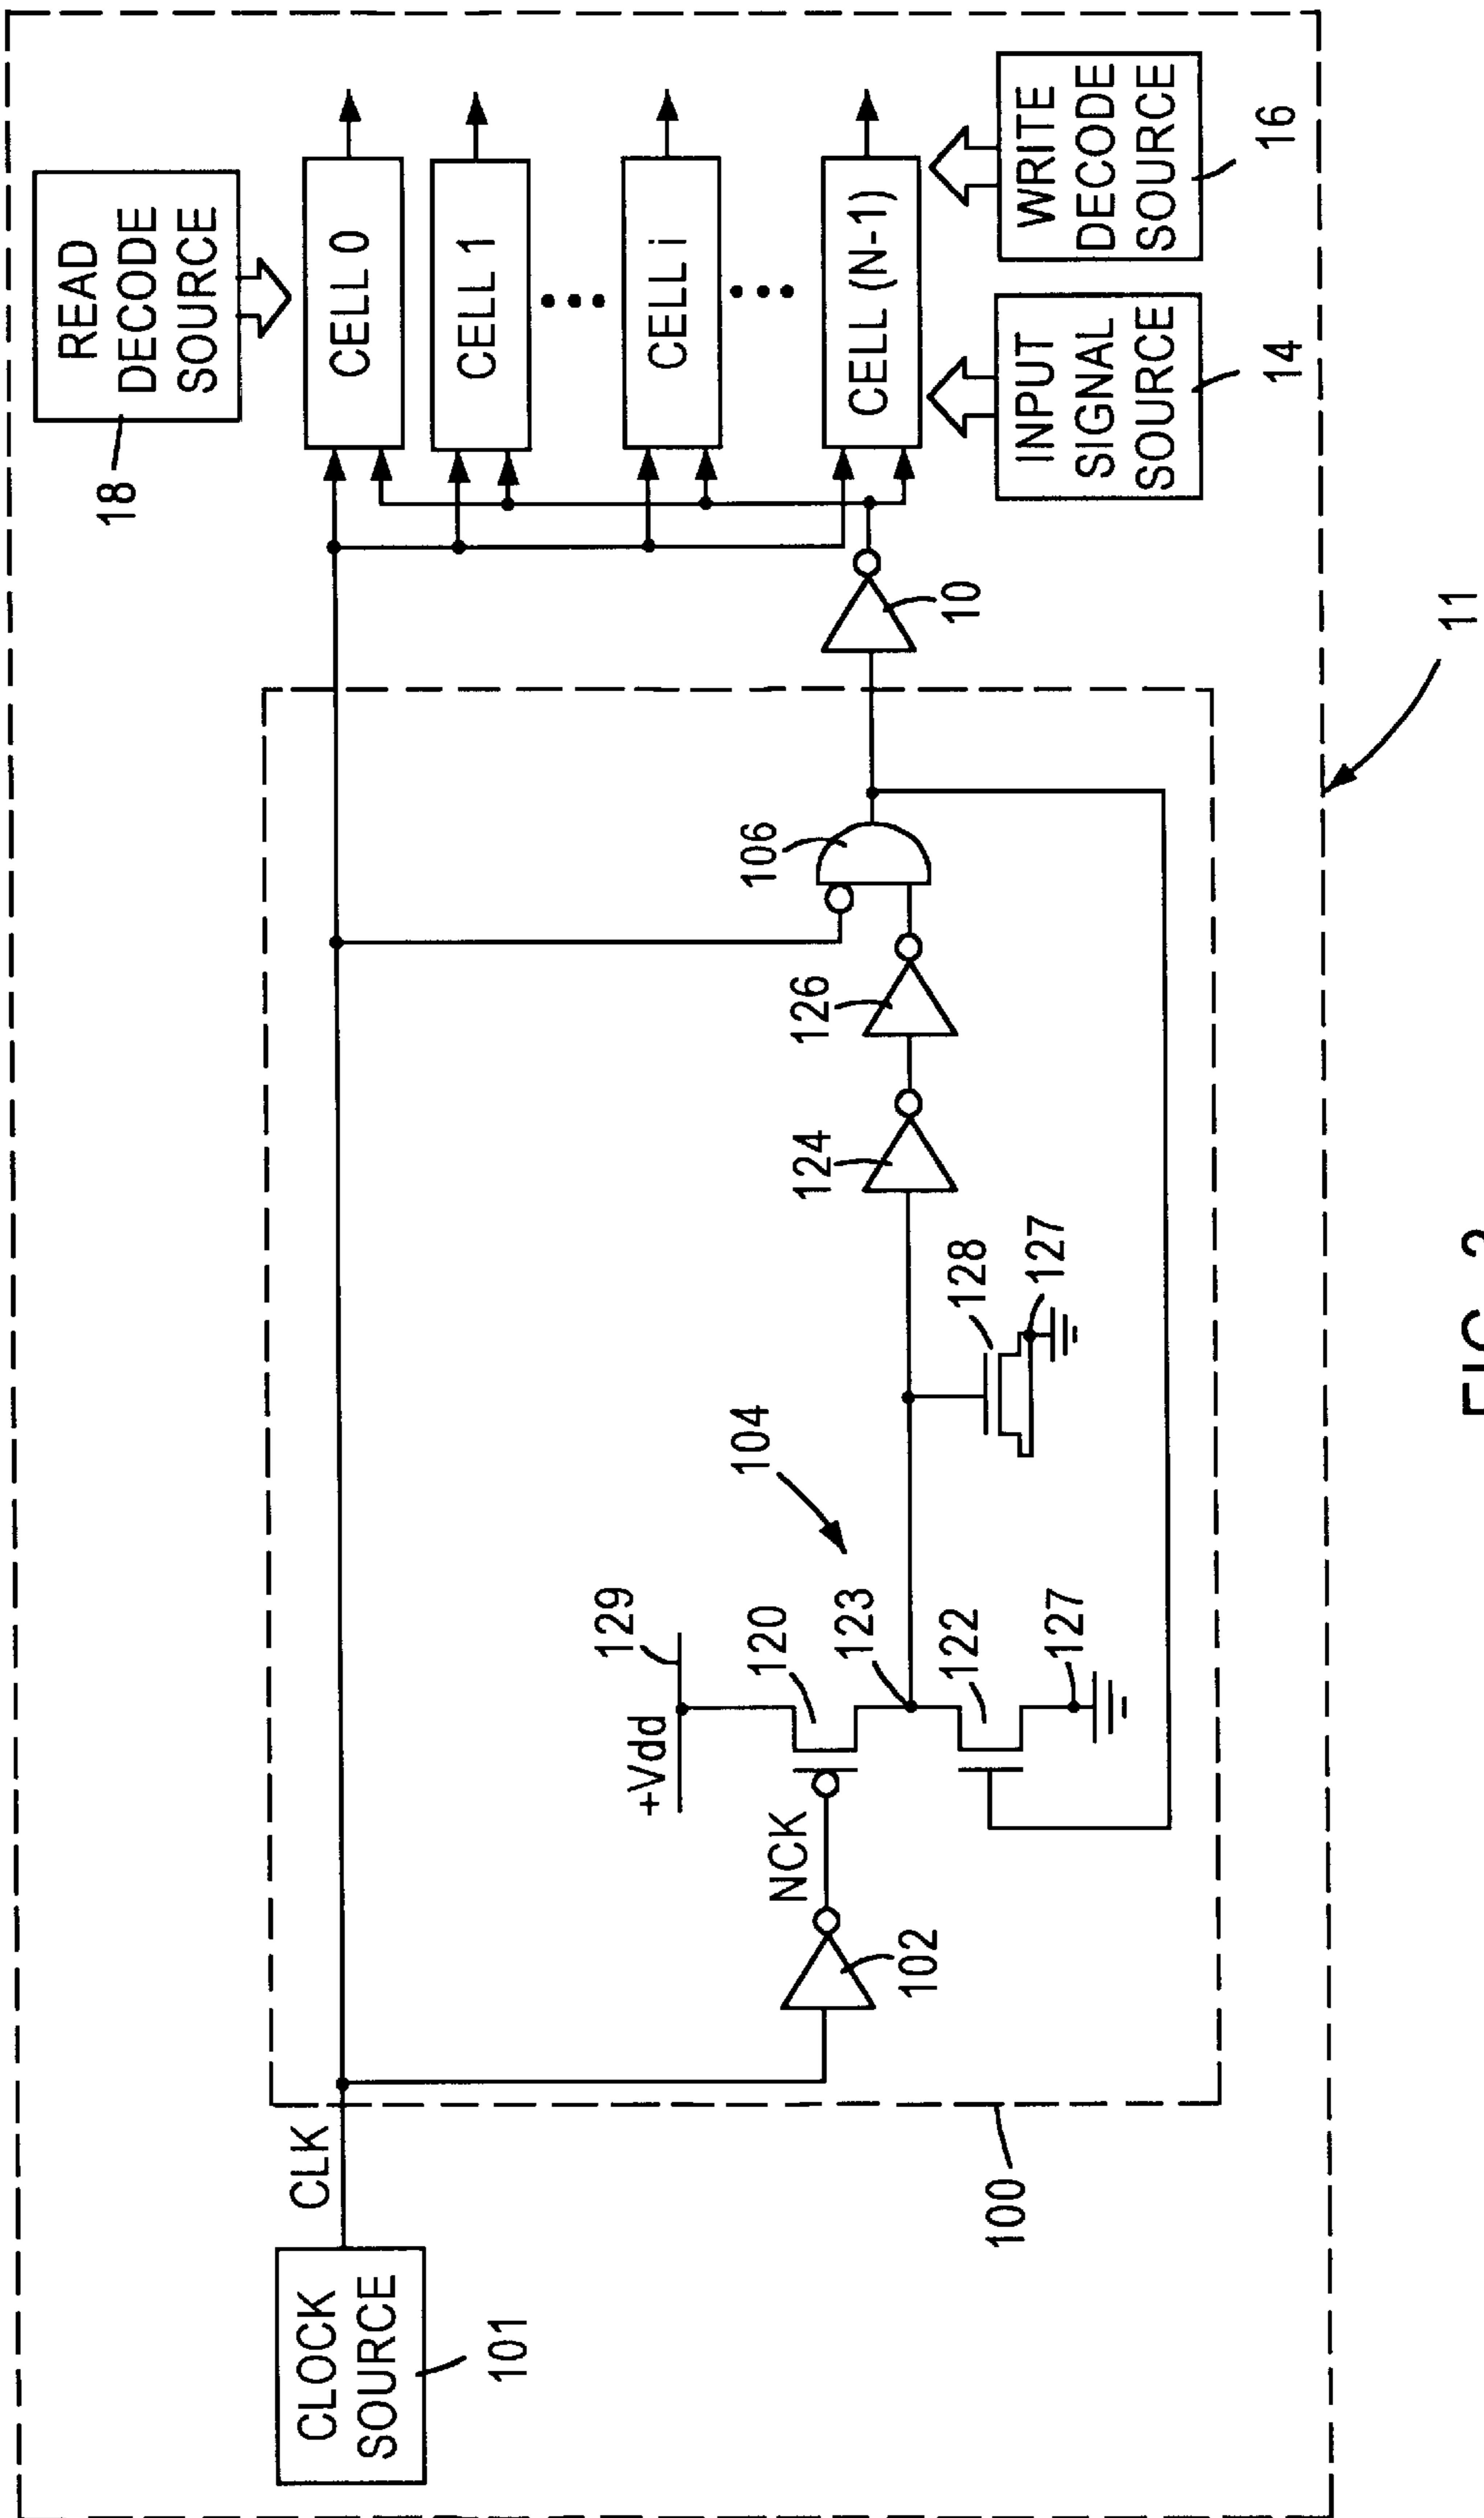 CLOCK
SOURCE
101
CLK
100
102
NCK
+Vdd
129
120
123
122
127
104
128
127
124
126
106
10
18
READ
DECODE
SOURCE
CELL 0
CELL 1
CELL i
CELL (N-1)
INPUT
SIGNAL
SOURCE
14
WRITE
DECODE
SOURCE
16
11
FIG. 2